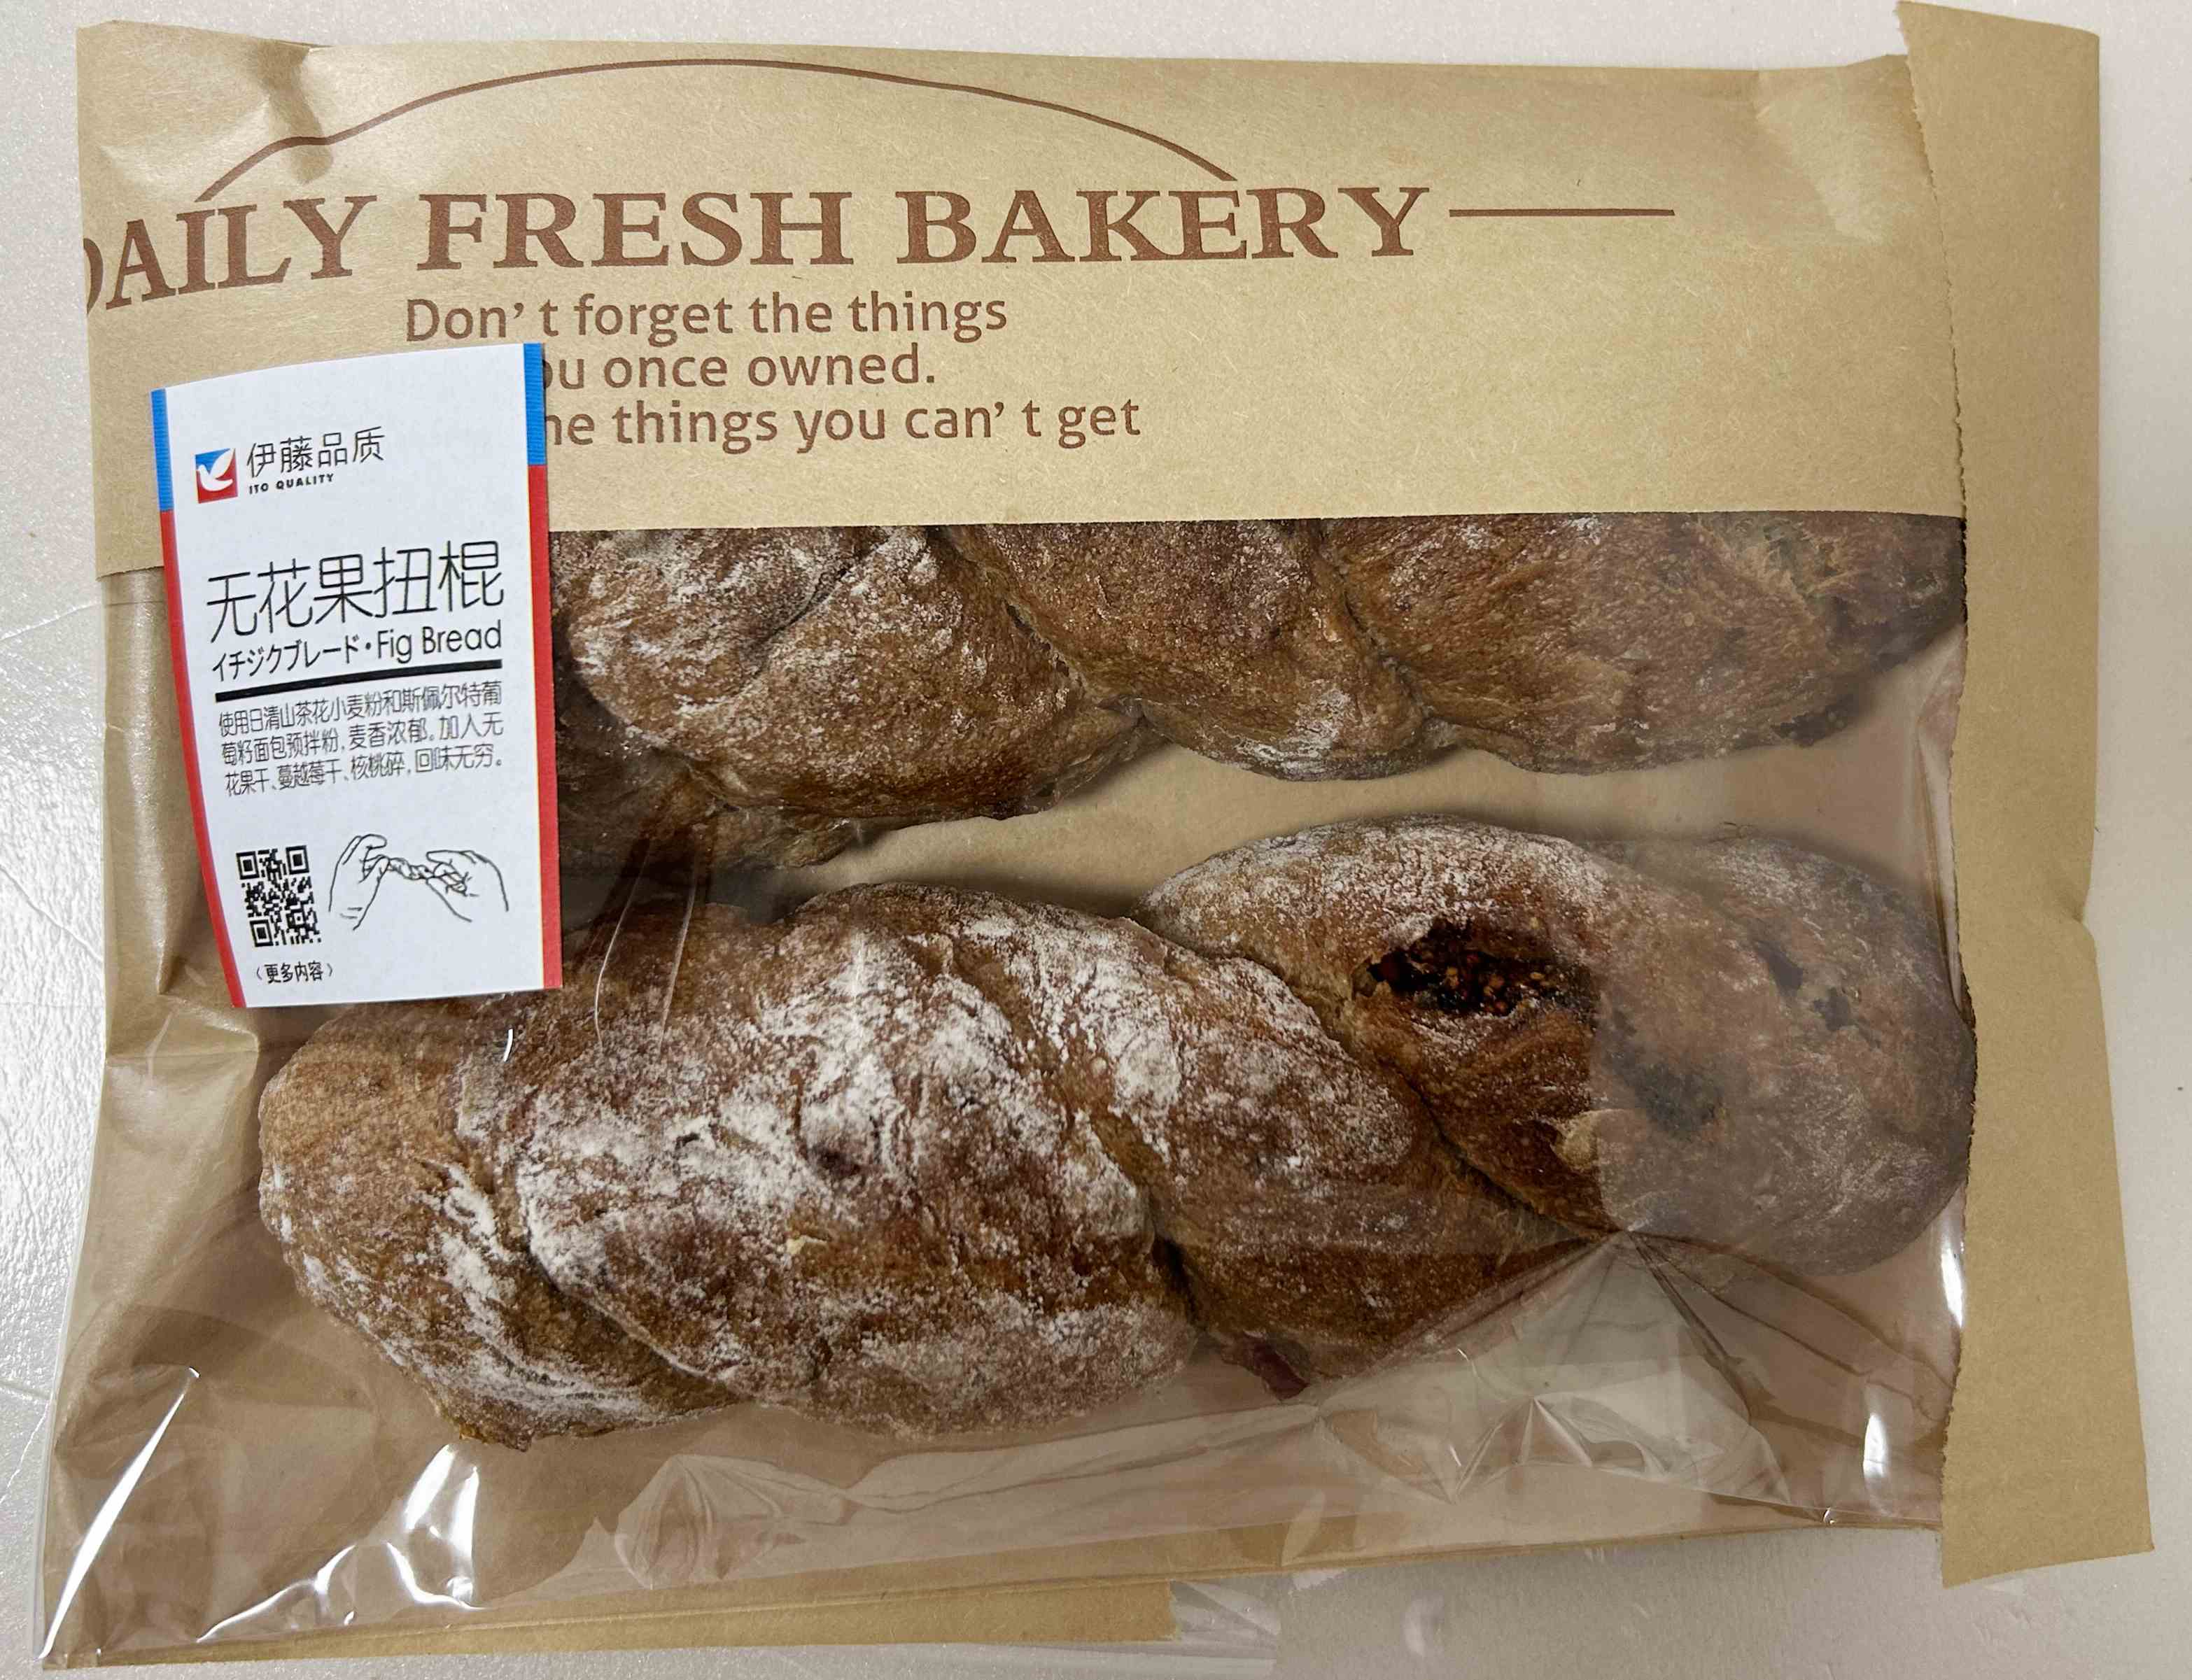 DAILY FRESH BAKERY
Don't forget the things
once owned.
things you can't get
伊藤品质
ITO QUALITY
无花果扭棍
イチジクブレード・Fig Bread
使用日清山茶花小麦粉和斯佩尔特葡
萄籽面包预拌粉,麦香浓郁。加入无
花果干、蔓越莓干、核桃碎,回味无穷。
（更多内容）